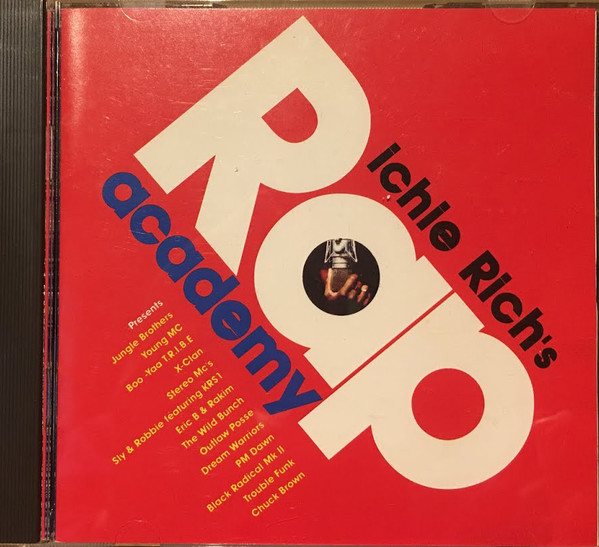 Richie Rich's
Rap
academy
Presents
Jungle Brothers
Young MC
Boo -Yaa T.R.I.B.E
X-Clan
Stereo Mc's
Sly & Robbie featuring KRS1
Eric B & Rakim
The Wild Bunch
Outlaw Posse
Dream Warriors
PM Dawn
Black Radical Mk II
Trouble Funk
Chuck Brown